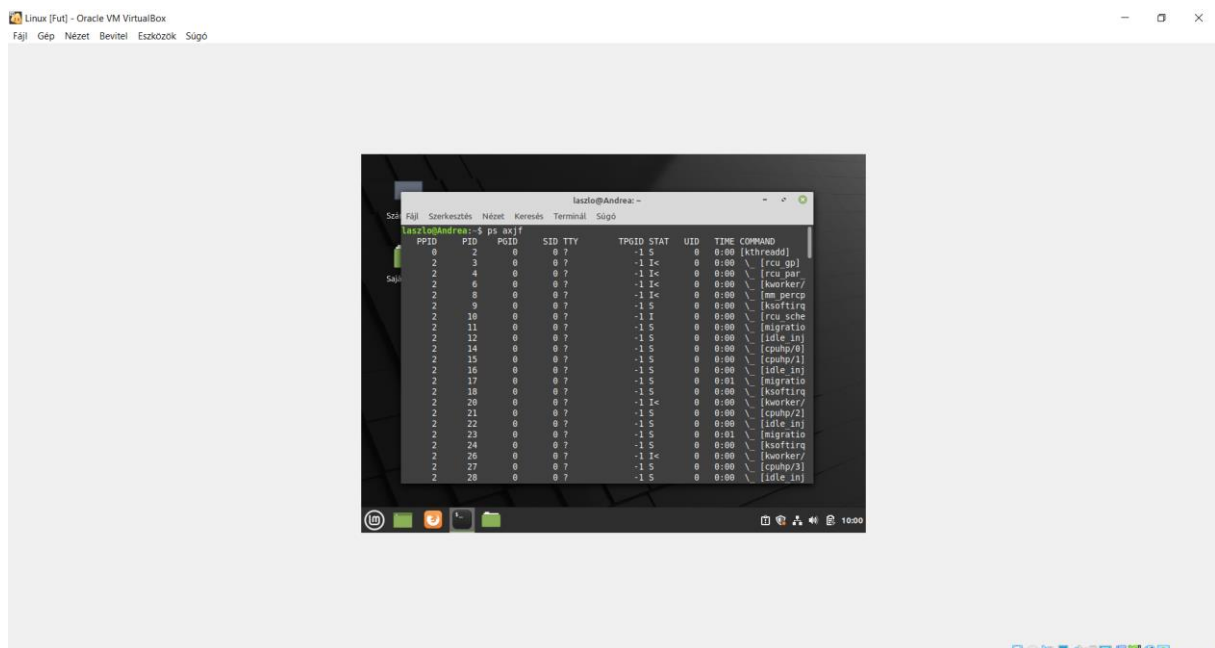 Linux [Fut] - Oracle VM VirtualBox
Fájl Gép Nézet Bevitel Eszközök Súgó
laszlo@Andrea: ~
Fájl Szerkesztés Nézet Keresés Terminál Súgó
laszlo@Andrea:~$ ps axjf
PPID PID PGID SID TTY TPGID STAT UID TIME COMMAND
0 2 0 0 ? -1 S 0 0:00 [kthreadd]
2 3 0 0 ? -1 I< 0 0:00 \_ [rcu_gp]
2 4 0 0 ? -1 I< 0 0:00 \_ [rcu_par_
2 6 0 0 ? -1 I< 0 0:00 \_ [kworker/
2 8 0 0 ? -1 I< 0 0:00 \_ [mm_percp
2 9 0 0 ? -1 S 0 0:00 \_ [ksoftirq
2 10 0 0 ? -1 I 0 0:00 \_ [rcu_sche
2 11 0 0 ? -1 S 0 0:00 \_ [migratio
2 12 0 0 ? -1 S 0 0:00 \_ [idle_inj
2 14 0 0 ? -1 S 0 0:00 \_ [cpuhp/0]
2 15 0 0 ? -1 S 0 0:00 \_ [cpuhp/1]
2 16 0 0 ? -1 S 0 0:00 \_ [idle_inj
2 17 0 0 ? -1 S 0 0:01 \_ [migratio
2 18 0 0 ? -1 S 0 0:00 \_ [ksoftirq
2 20 0 0 ? -1 I< 0 0:00 \_ [kworker/
2 21 0 0 ? -1 S 0 0:00 \_ [cpuhp/2]
2 22 0 0 ? -1 S 0 0:00 \_ [idle_inj
2 23 0 0 ? -1 S 0 0:01 \_ [migratio
2 24 0 0 ? -1 S 0 0:00 \_ [ksoftirq
2 26 0 0 ? -1 I< 0 0:00 \_ [kworker/
2 27 0 0 ? -1 S 0 0:00 \_ [cpuhp/3]
2 28 0 0 ? -1 S 0 0:00 \_ [idle_inj
10:00